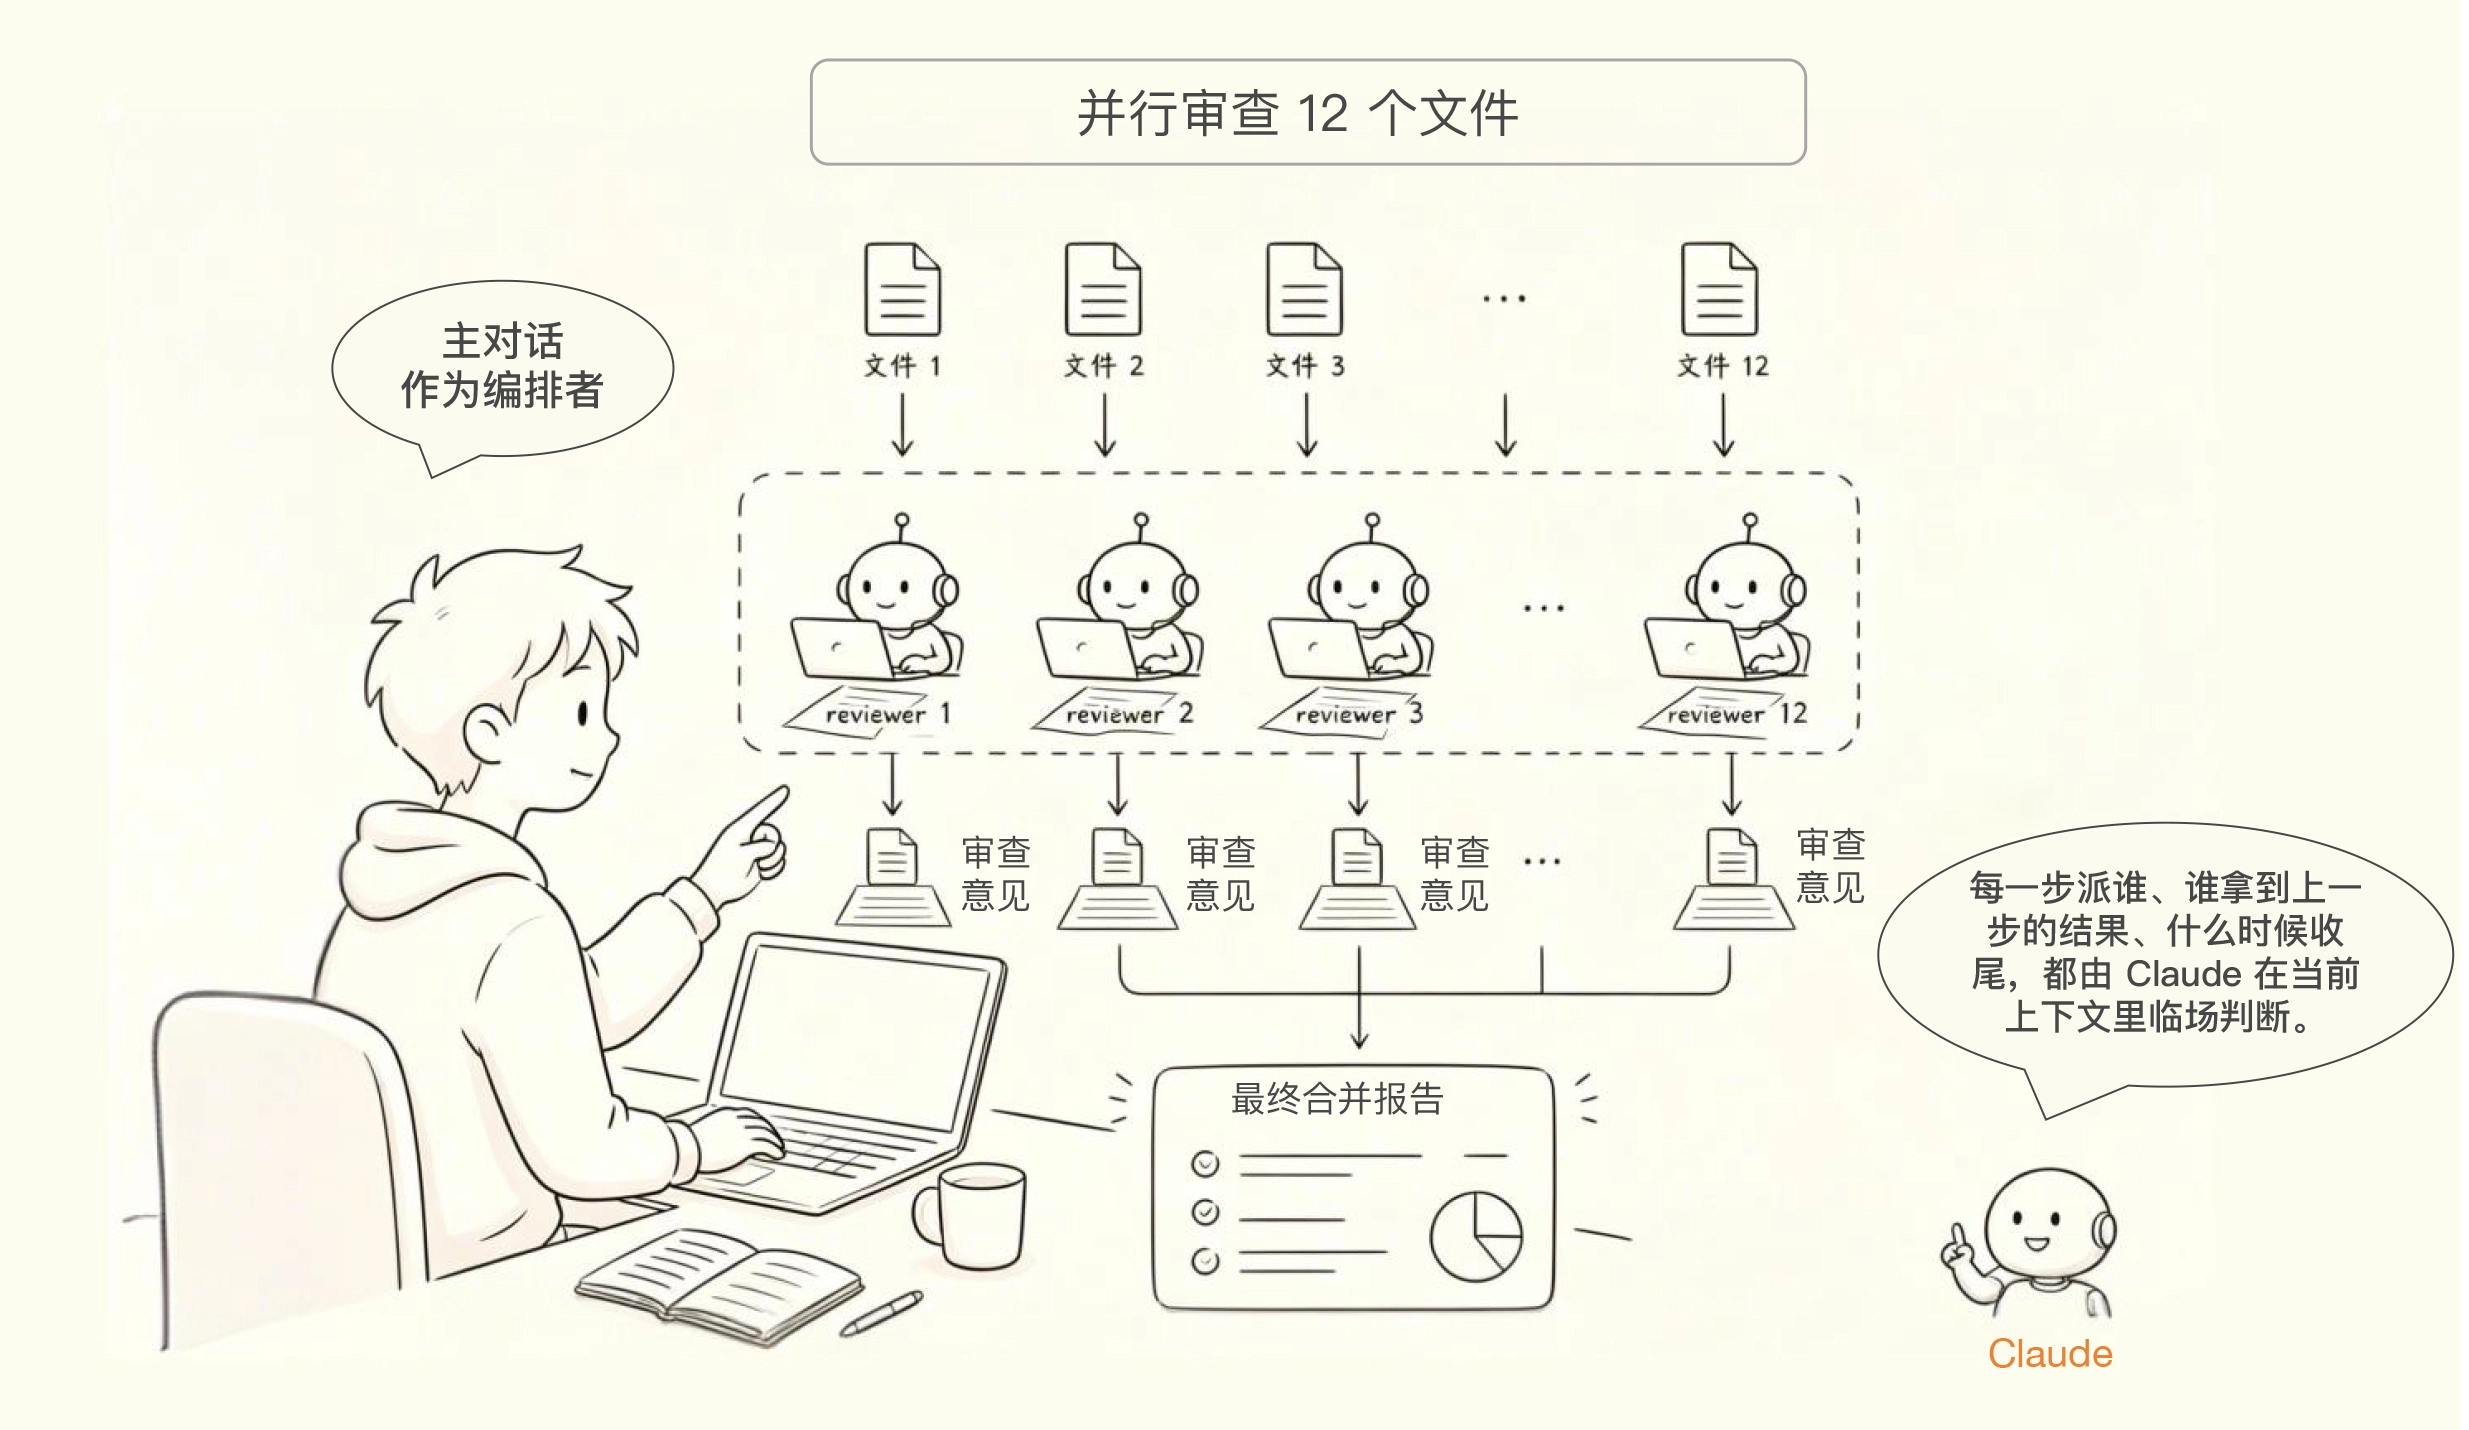 并行审查 12 个文件
主对话
作为编排者
文件 1
文件 2
文件 3
...
文件 12
...
reviewer 1
reviewer 2
reviewer 3
reviewer 12
审查
意见
审查
意见
审查
意见
...
审查
意见
每一步派谁、谁拿到上一
步的结果、什么时候收
尾，都由 Claude 在当前
上下文里临场判断。
最终合并报告
Claude